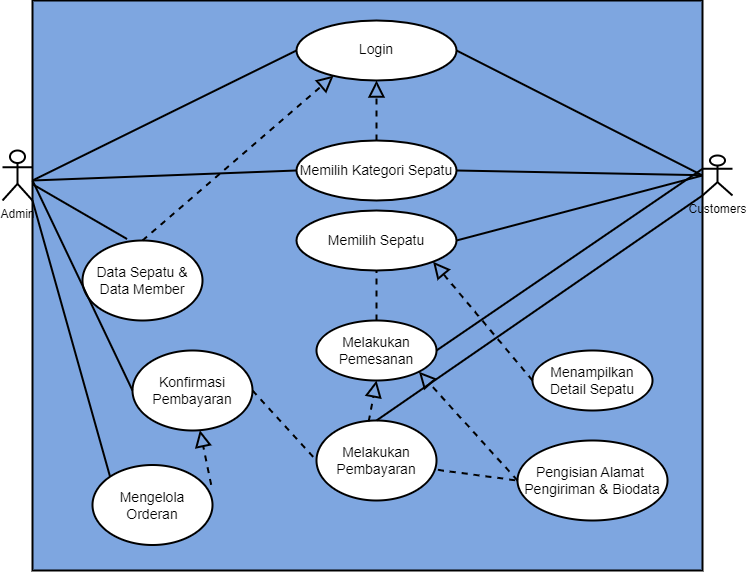 Login
Memilih Kategori Sepatu
Admin
Customers
Memilih Sepatu
Data Sepatu &
Data Member
Melakukan
Pemesanan
Menampilkan
Detail Sepatu
Konfirmasi
Pembayaran
Melakukan
Pembayaran
Pengisian Alamat
Pengiriman & Biodata
Mengelola
Orderan